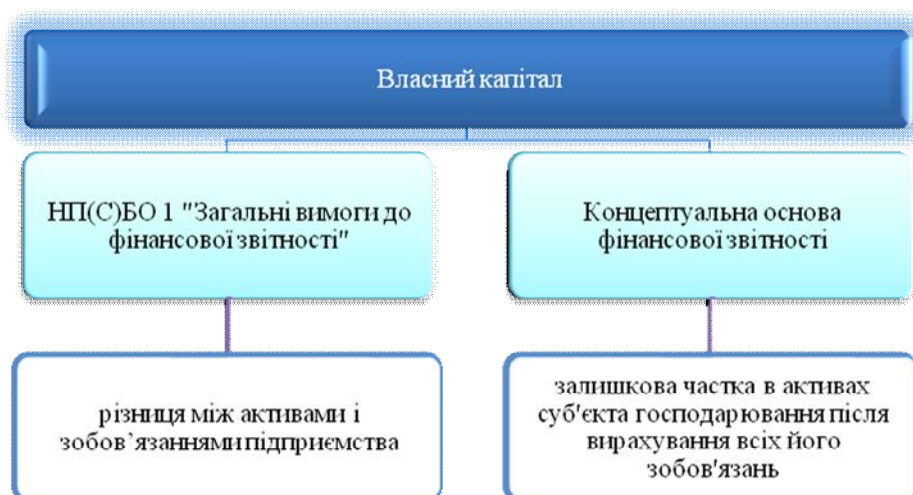 Власний капітал
НП(С)БО 1 "Загальні вимоги до
фінансової звітності"
Концептуальна основа
фінансової звітності
різниця між активами і
зобов’язаннями підприємства
залишкова частка в активах
суб'єкта господарювання після
вирахування всіх його
зобов'язань